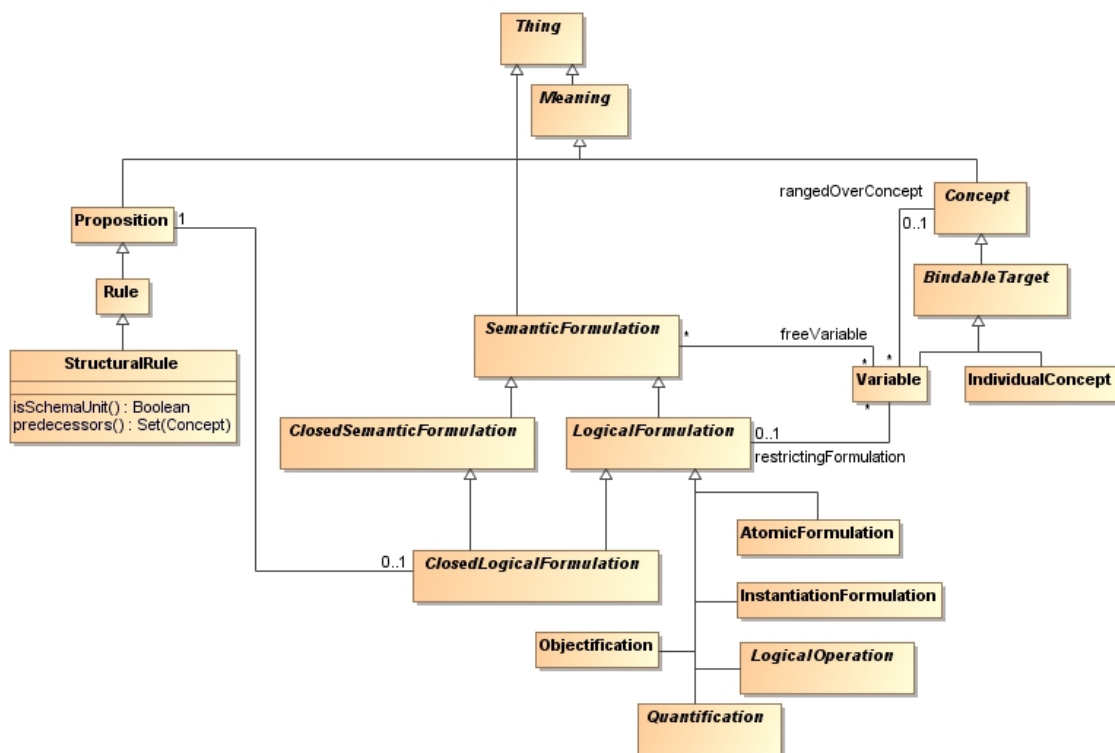 Thing
Meaning
rangedOverConcept
Concept
0..1
Proposition
1
BindableTarget
Rule
SemanticFormulation
*
freeVariable
*
*
StructuralRule
Variable
IndividualConcept
isSchemaUnit() : Boolean
predecessors() : Set(Concept)
*
ClosedSemanticFormulation
LogicalFormulation
0..1
restrictingFormulation
AtomicFormulation
0..1
ClosedLogicalFormulation
InstantiationFormulation
Objectification
LogicalOperation
Quantification